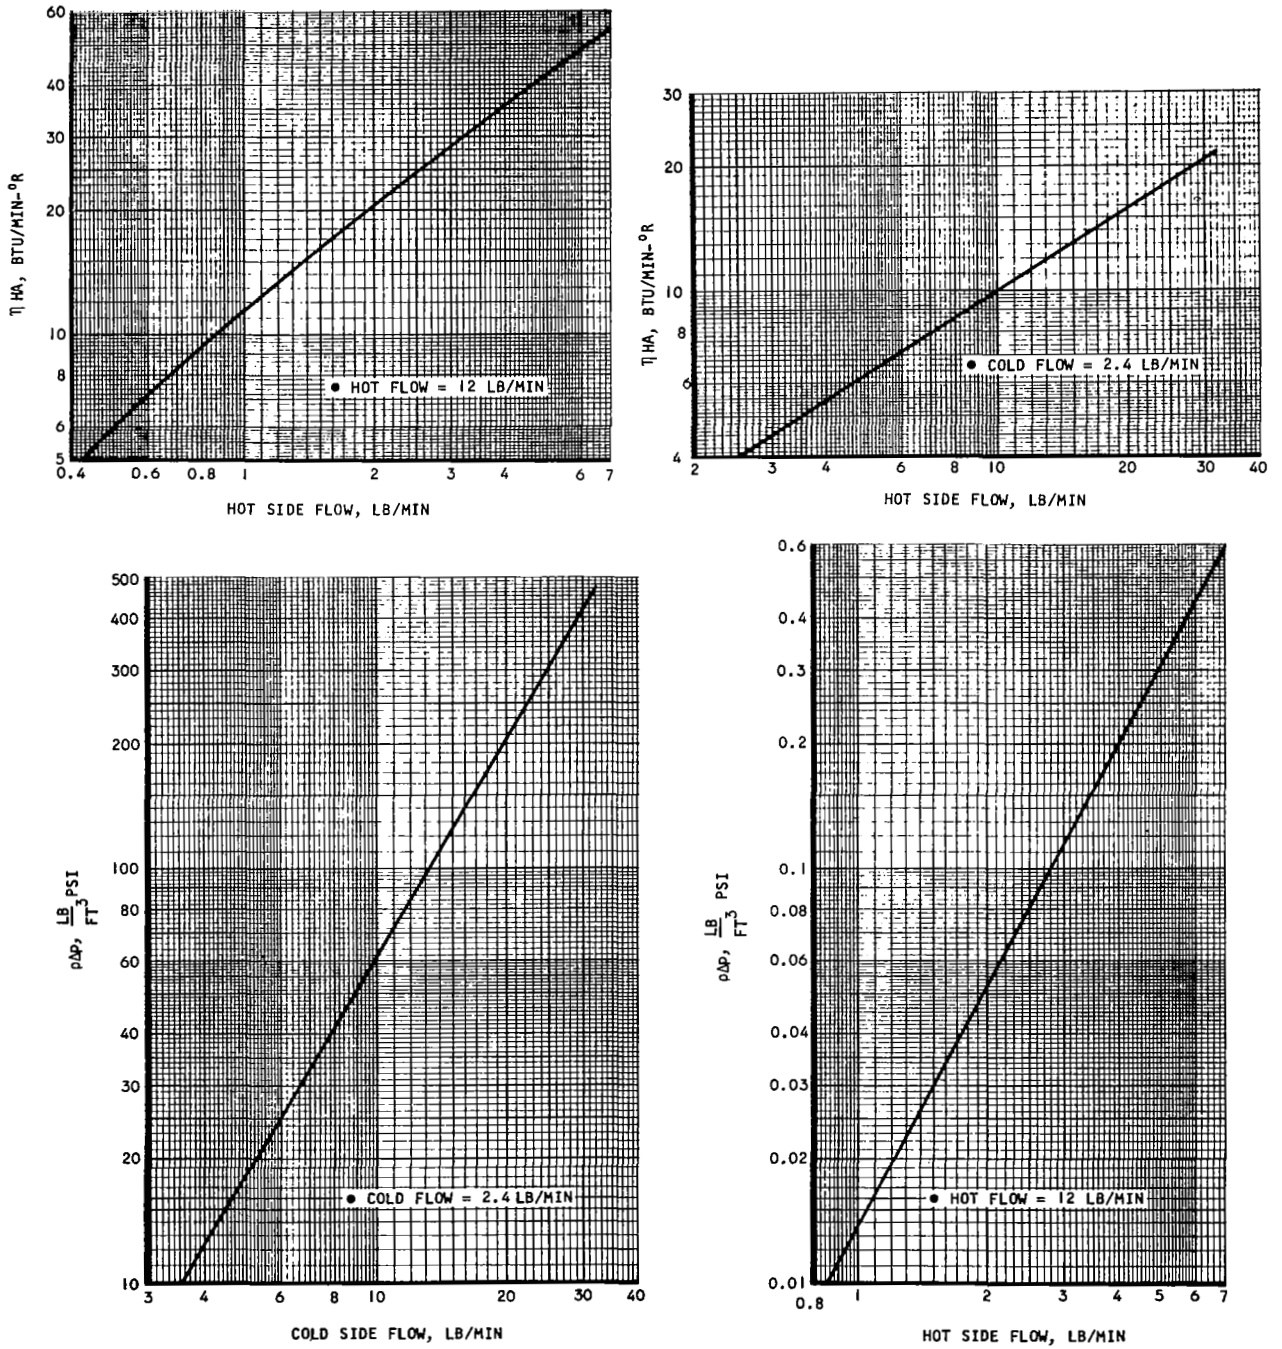 60
40
30
20
10
8
6
5
η HA, BTU/MIN-ºR
● HOT FLOW = 12 LB/MIN
0.4 0.6 0.8 1 2 3 4 6 7
HOT SIDE FLOW, LB/MIN
30
20
10
8
6
4
η HA, BTU/MIN-ºR
● COLD FLOW = 2.4 LB/MIN
2 3 4 6 8 10 20 30 40
HOT SIDE FLOW, LB/MIN
500
400
300
200
100
80
60
40
30
20
10
ρΔP, LB/FT³ PSI
● COLD FLOW = 2.4 LB/MIN
3 4 6 8 10 20 30 40
COLD SIDE FLOW, LB/MIN
0.6
0.4
0.3
0.2
0.1
0.08
0.06
0.04
0.03
0.02
0.01
ρΔP, LB/FT³ PSI
● HOT FLOW = 12 LB/MIN
0.8 1 2 3 4 5 6 7
HOT SIDE FLOW, LB/MIN